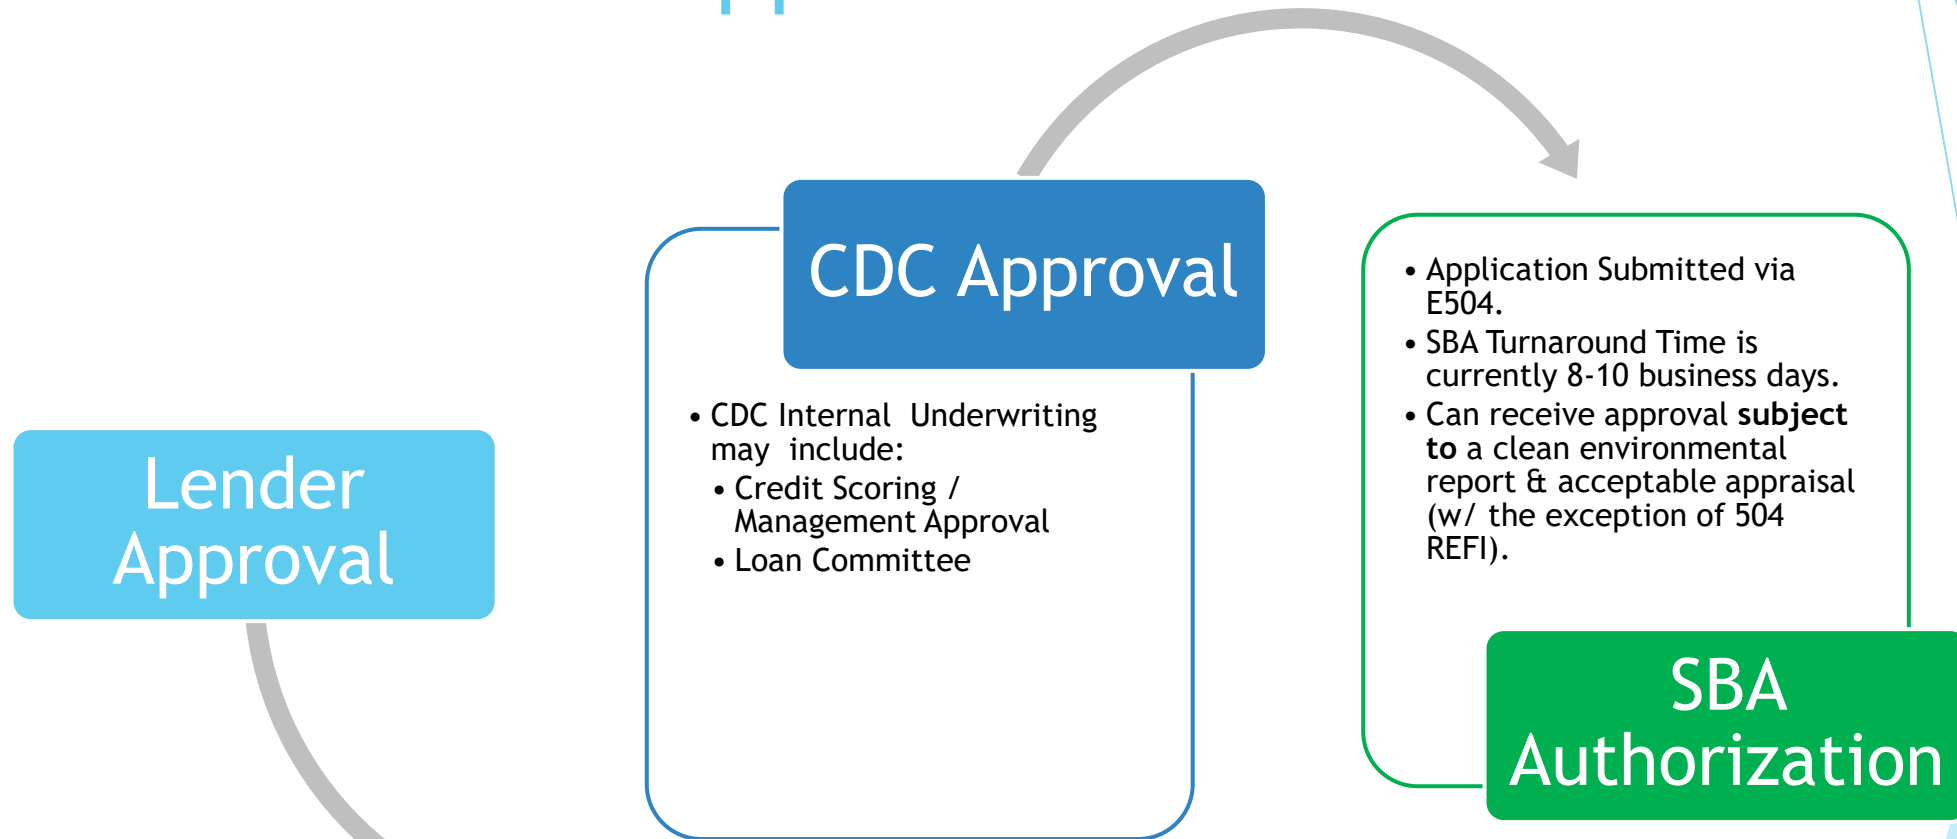 Lender
Approval
CDC Approval
• CDC Internal  Underwriting
may  include:
• Credit Scoring /
Management Approval
• Loan Committee
• Application Submitted via
E504.
• SBA Turnaround Time is
currently 8-10 business days.
• Can receive approval subject
to a clean environmental
report & acceptable appraisal
(w/ the exception of 504
REFI).
SBA
Authorization